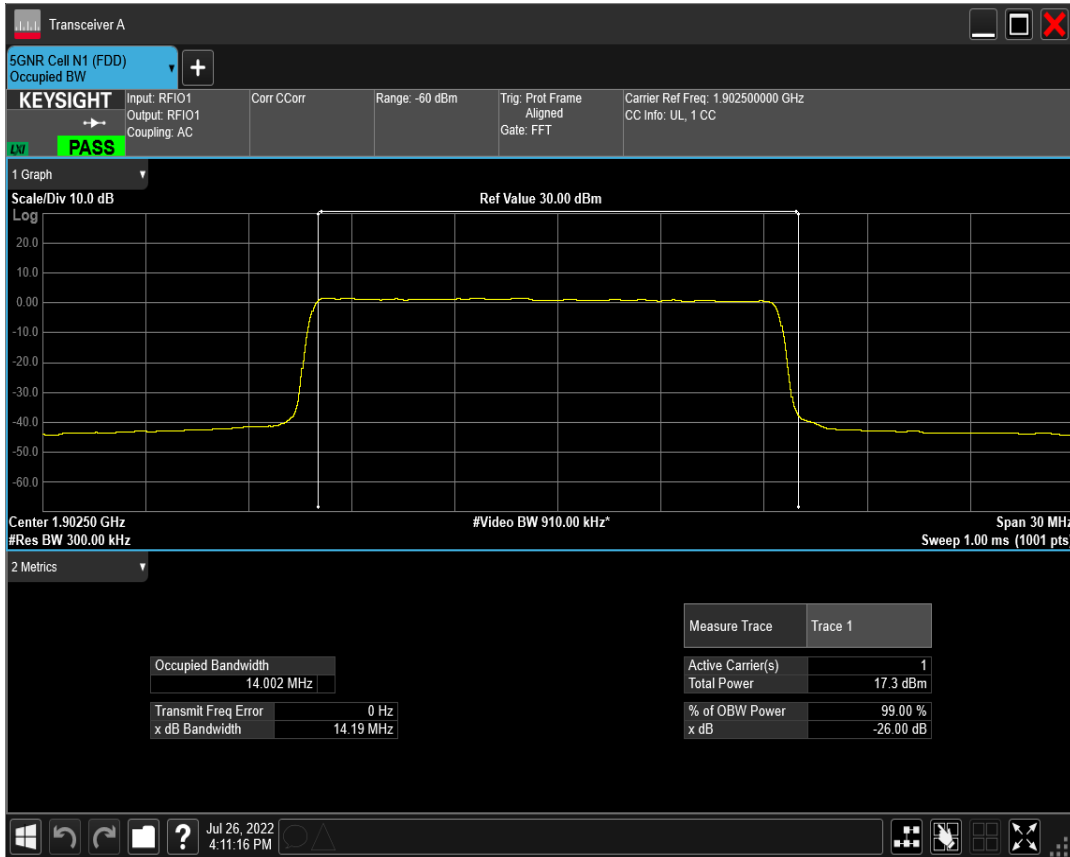 Transceiver A
5GNR Cell N1 (FDD)
Occupied BW
+
KEYSIGHT
LXI
PASS
Input: RFIO1
Output: RFIO1
Coupling: AC
Corr CCorr
Range: -60 dBm
Trig: Prot Frame
Aligned
Gate: FFT
Carrier Ref Freq: 1.902500000 GHz
CC Info: UL, 1 CC
1 Graph
Scale/Div 10.0 dB
Ref Value 30.00 dBm
Log
20.0
10.0
0.00
-10.0
-20.0
-30.0
-40.0
-50.0
-60.0
Center 1.90250 GHz
#Video BW 910.00 kHz*
Span 30 MHz
#Res BW 300.00 kHz
Sweep 1.00 ms (1001 pts)
2 Metrics
Measure Trace Trace 1
Occupied Bandwidth
14.002 MHz
Active Carrier(s) 1
Total Power 17.3 dBm
Transmit Freq Error 0 Hz
x dB Bandwidth 14.19 MHz
% of OBW Power 99.00 %
x dB -26.00 dB
?
Jul 26, 2022
4:11:16 PM